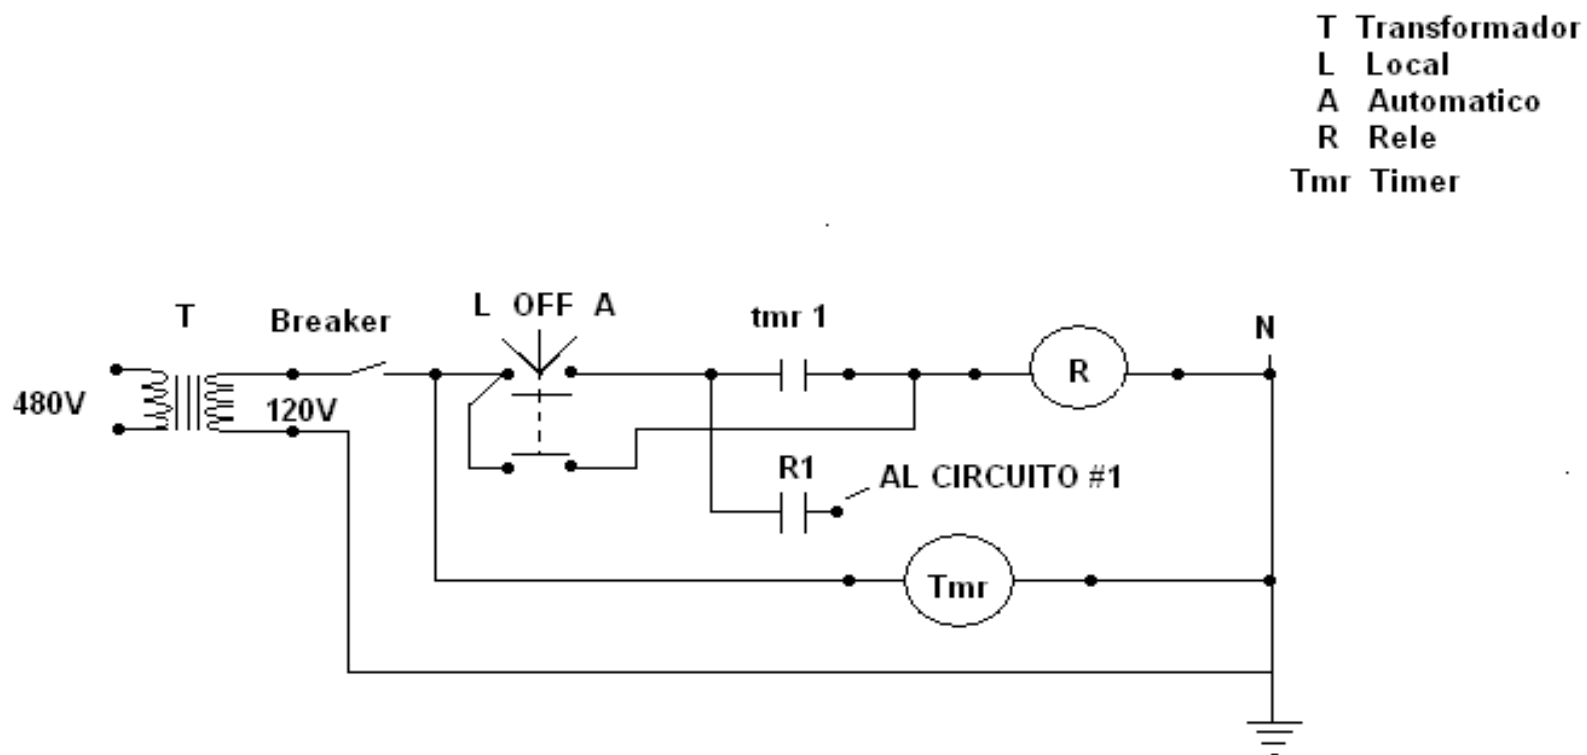 T Transformador
L Local
A Automatico
R Rele
Tmr Timer
T
Breaker
L OFF A
tmr 1
N
480V
120V
R
R1
AL CIRCUITO #1
Tmr